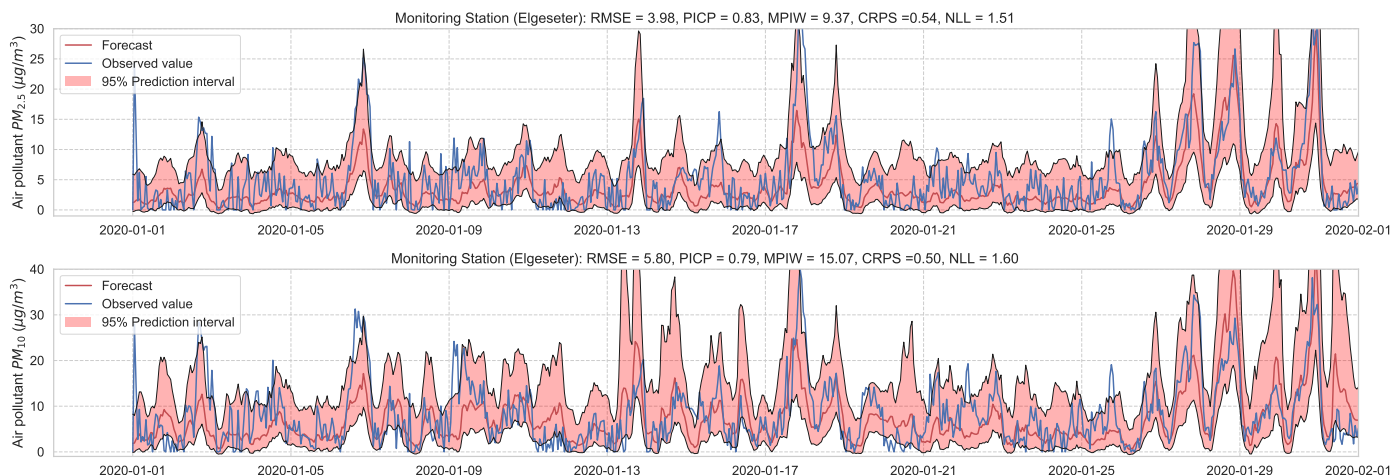 Monitoring Station (Elgeseter): RMSE = 3.98, PICP = 0.83, MPIW = 9.37, CRPS =0.54, NLL = 1.51
Air pollutant PM2.5 (μg/m³)
30
25
20
15
10
5
0
Forecast
Observed value
95% Prediction interval
2020-01-01 2020-01-05 2020-01-09 2020-01-13 2020-01-17 2020-01-21 2020-01-25 2020-01-29 2020-02-01
Monitoring Station (Elgeseter): RMSE = 5.80, PICP = 0.79, MPIW = 15.07, CRPS =0.50, NLL = 1.60
Air pollutant PM10 (μg/m³)
40
30
20
10
0
Forecast
Observed value
95% Prediction interval
2020-01-01 2020-01-05 2020-01-09 2020-01-13 2020-01-17 2020-01-21 2020-01-25 2020-01-29 2020-02-01